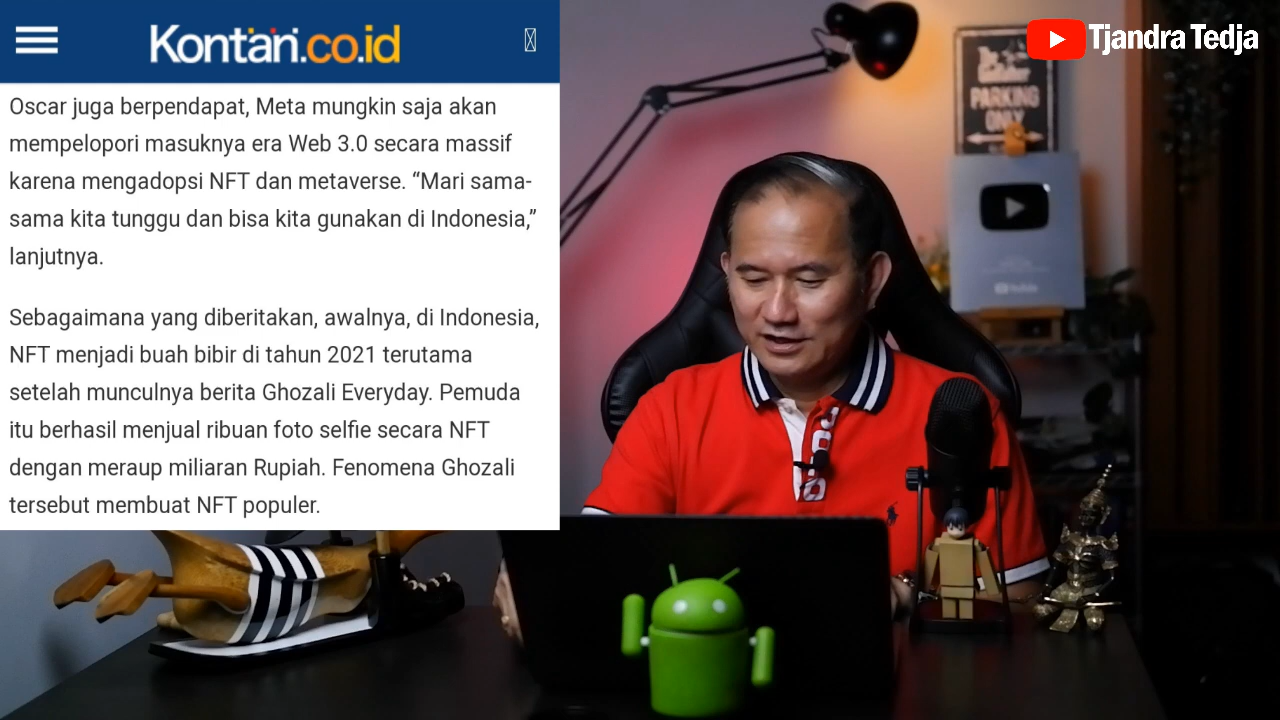 Kontan.co.id
Oscar juga berpendapat, Meta mungkin saja akan
mempelopori masuknya era Web 3.0 secara massif
karena mengadopsi NFT dan metaverse. “Mari sama-
sama kita tunggu dan bisa kita gunakan di Indonesia,”
lanjutnya.
Sebagaimana yang diberitakan, awalnya, di Indonesia,
NFT menjadi buah bibir di tahun 2021 terutama
setelah munculnya berita Ghozali Everyday. Pemuda
itu berhasil menjual ribuan foto selfie secara NFT
dengan meraup miliaran Rupiah. Fenomena Ghozali
tersebut membuat NFT populer.
Tjandra Tedja
PARKING
ONLY